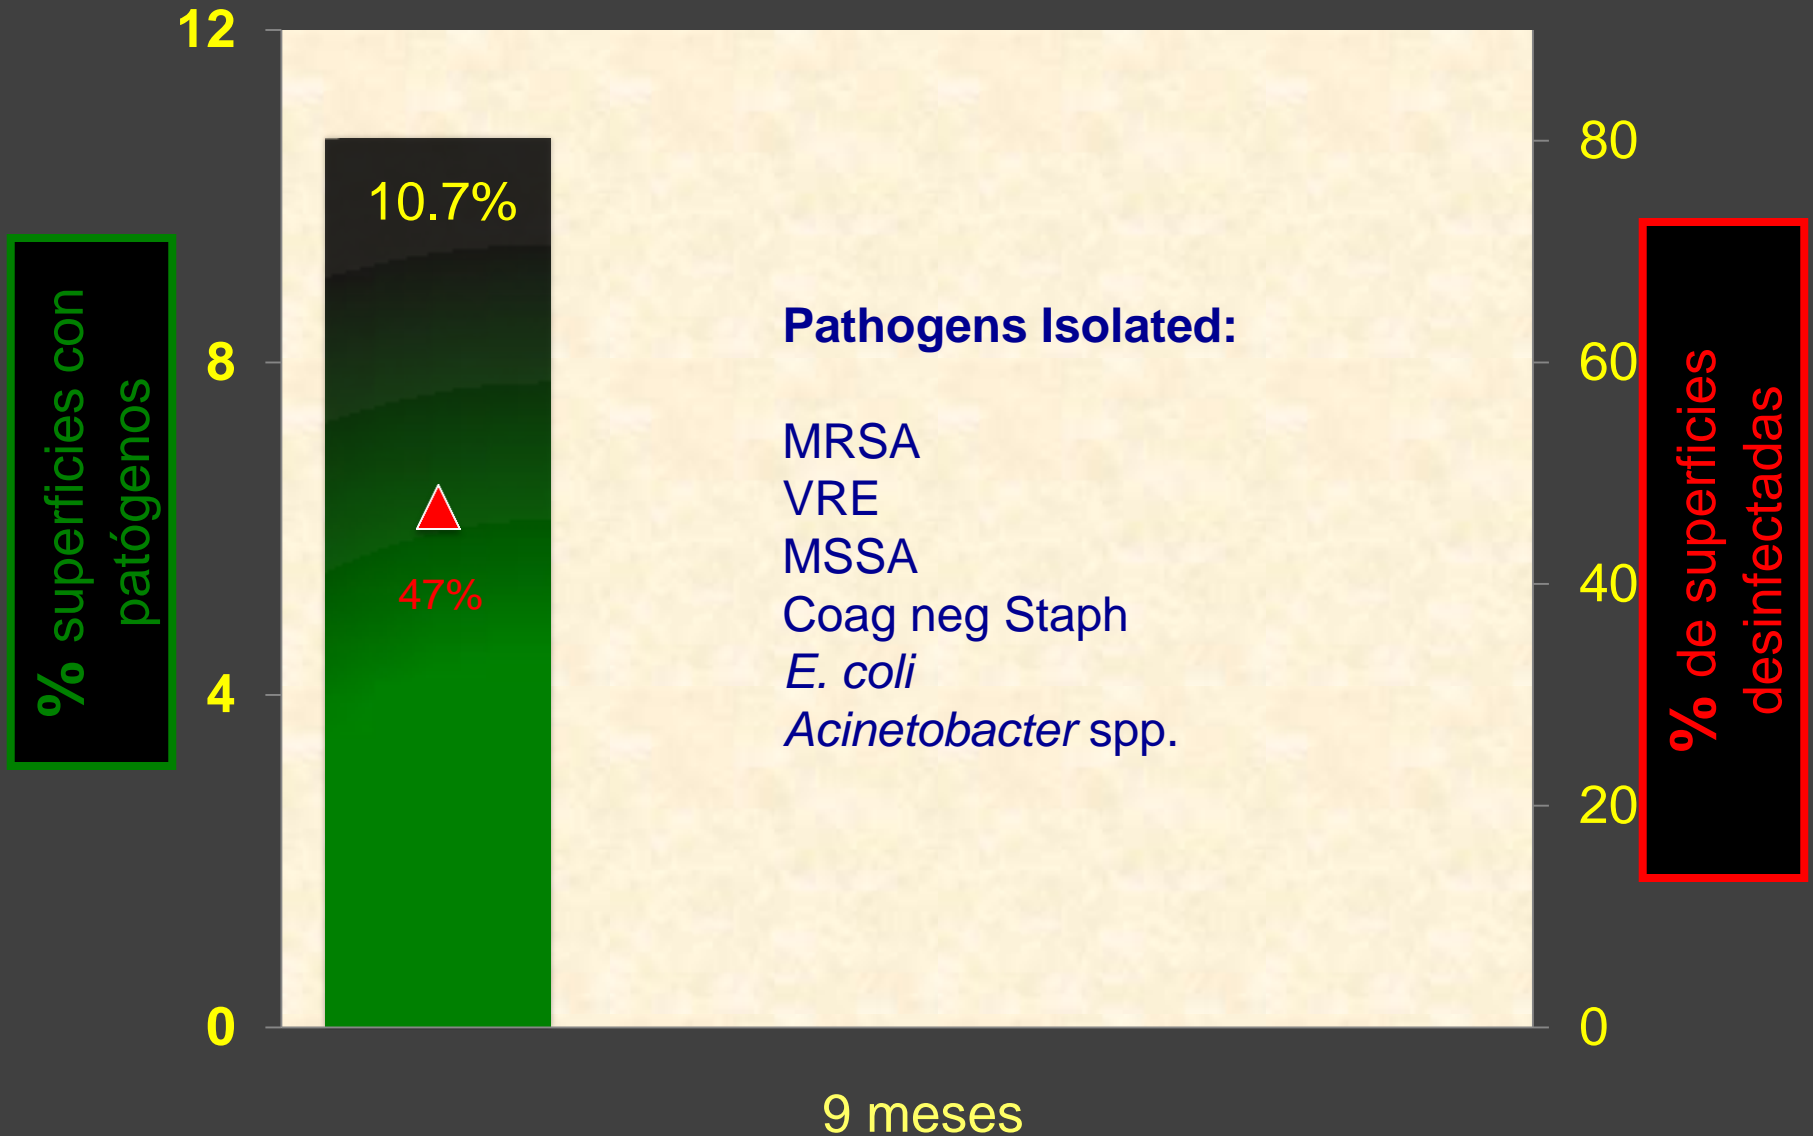 % superficies con
patógenos
12
8
4
0
10.7%
47%
Pathogens Isolated:
MRSA
VRE
MSSA
Coag neg Staph
E. coli
Acinetobacter spp.
80
60
40
20
0
% de superficies
desinfectadas
9 meses